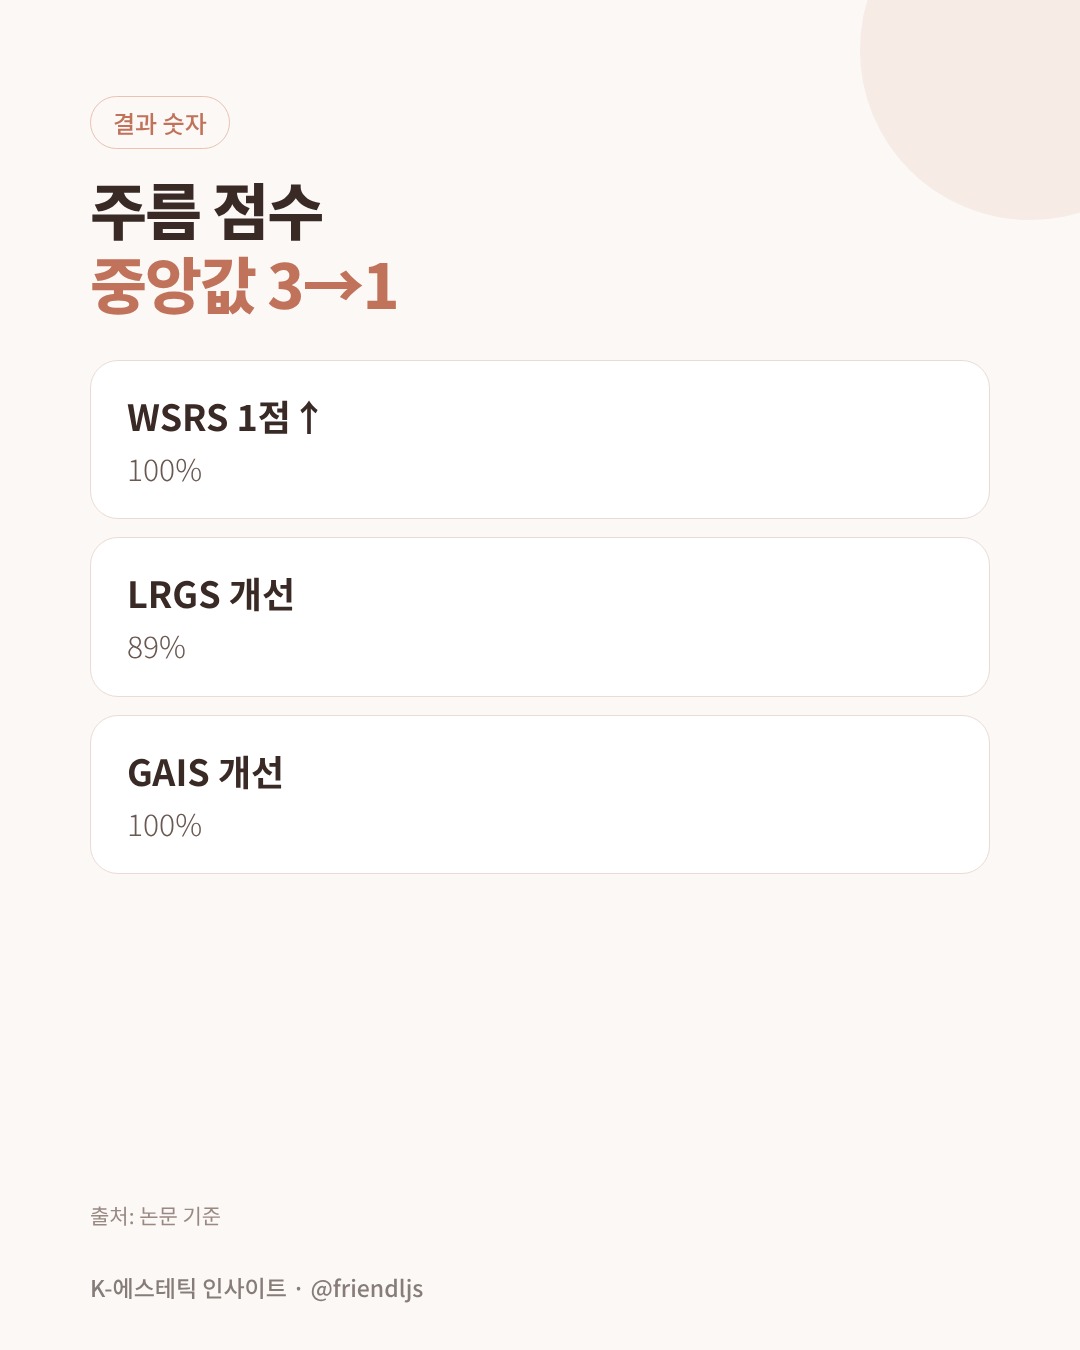 결과 숫자
주름 점수
중앙값 3→1
WSRS 1점↑
100%
LRGS 개선
89%
GAIS 개선
100%
출처: 논문 기준
K-에스테틱 인사이트 · @friendljs